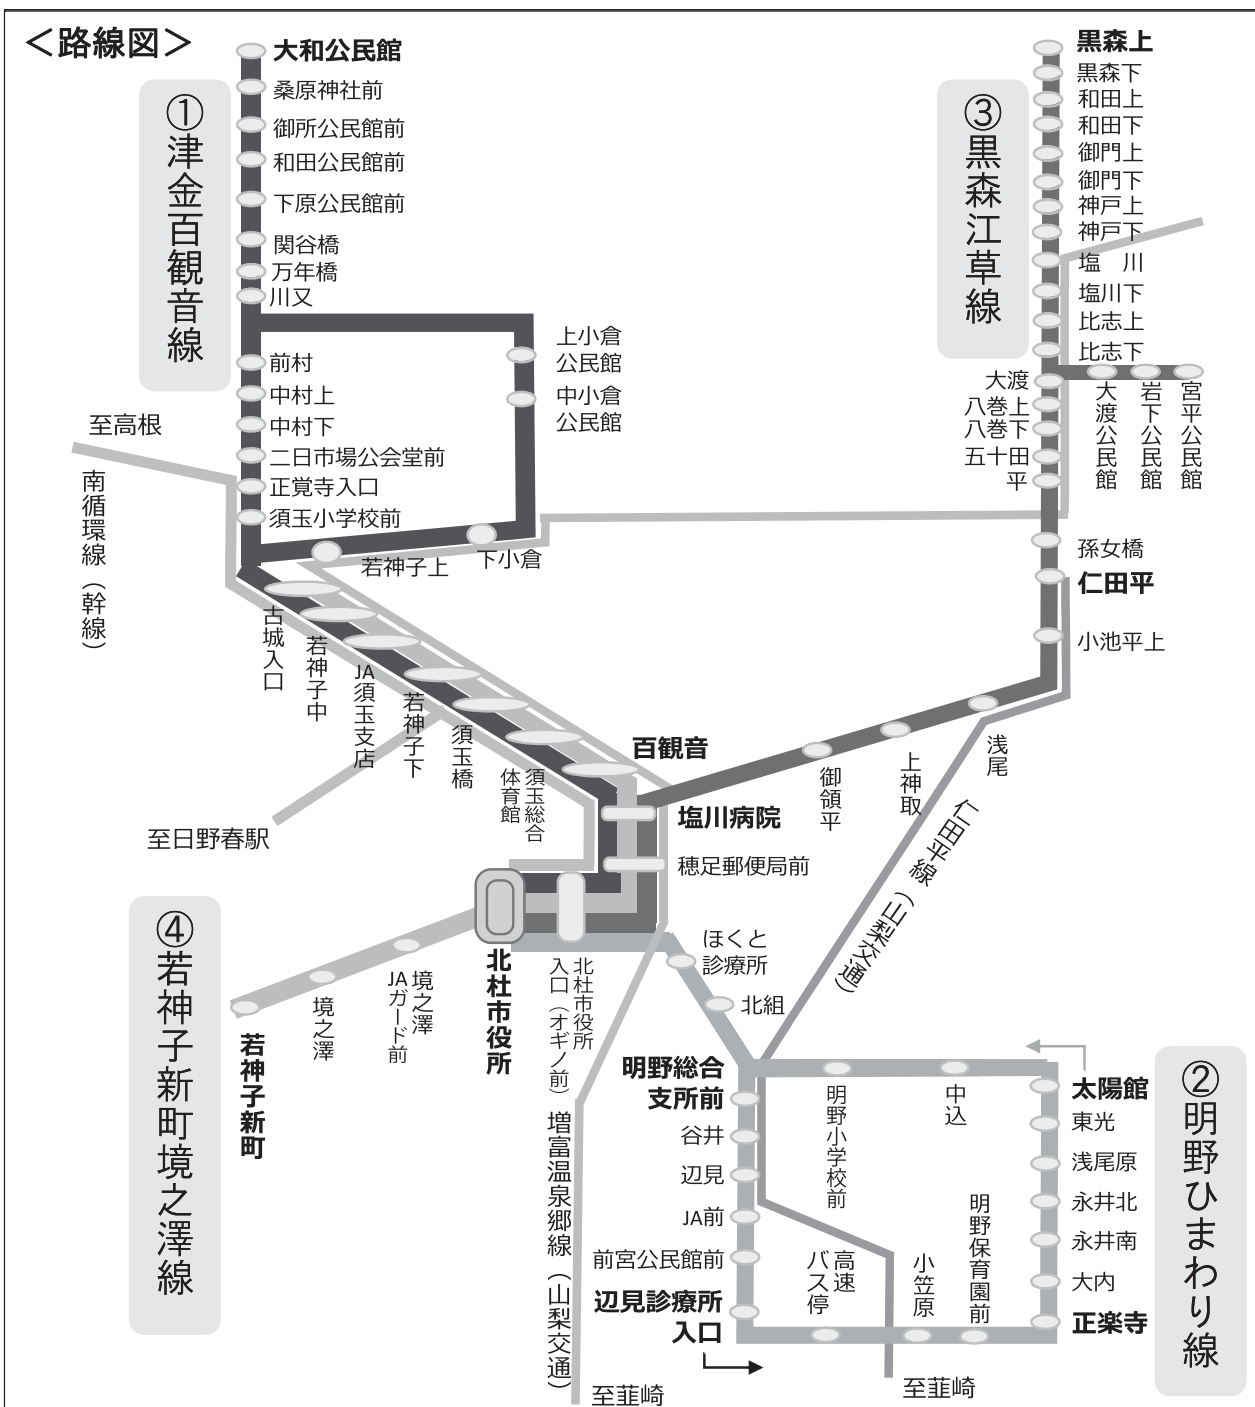 ＜路線図＞
①津金百観音線
大和公民館
桑原神社前
御所公民館前
和田公民館前
下原公民館前
関谷橋
万年橋
川又
前村
中村上
中村下
二日市場公会堂前
正覚寺入口
須玉小学校前
上小倉
公民館
中小倉
公民館
下小倉
若神子上
至高根
南循環線（幹線）
古城入口
若神子中
JA須玉支店
若神子下
須玉橋
須玉総合
体育館
百観音
至日野春駅
塩川病院
穂足郵便局前
③黒森江草線
黒森上
黒森下
和田上
和田下
御門上
御門下
神戸上
神戸下
塩　川
塩川下
比志上
比志下
大渡
八巻上
八巻下
五十田
平
大渡公民館
岩下公民館
宮平公民館
孫女橋
仁田平
小池平上
浅尾
上神取
御領平
仁田平線（山梨交通）
④若神子新町境之澤線
北杜市役所
北杜市役所
入口（オギノ前）
境之澤
JAガード前
境之澤
若神子新町
ほくと
診療所
北組
明野総合
支所前
谷井
辺見
JA前
前宮公民館前
辺見診療所
入口
明野小学校前
中込
太陽館
東光
浅尾原
永井北
永井南
大内
正楽寺
明野保育園前
小笠原
高速
バス停
②明野ひまわり線
増富温泉郷線（山梨交通）
至韮崎
至韮崎